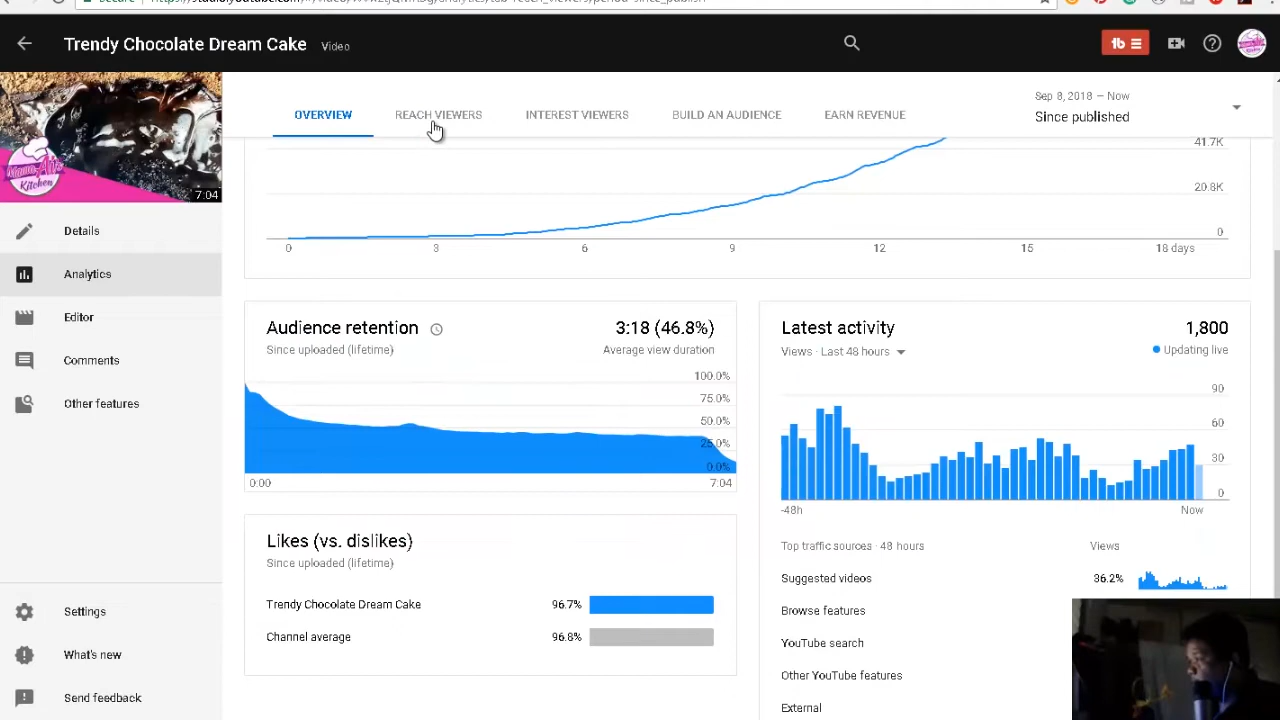 Trendy Chocolate Dream Cake Video
Mama Al's
Kitchen
7:04
OVERVIEW
REACH VIEWERS
INTEREST VIEWERS
BUILD AN AUDIENCE
EARN REVENUE
Sep 8, 2018 – Now
Since published
Details
Analytics
Editor
Comments
Other features
Settings
What's new
Send feedback
41.7K
20.8K
0
0 3 6 9 12 15 18 days
Audience retention
3:18 (46.8%)
Since uploaded (lifetime)
Average view duration
100.0%
75.0%
50.0%
25.0%
0.0%
0:00 7:04
Likes (vs. dislikes)
Since uploaded (lifetime)
Trendy Chocolate Dream Cake 96.7%
Channel average 96.8%
Latest activity
1,800
Views · Last 48 hours
Updating live
90
60
30
0
-48h Now
Top traffic sources · 48 hours Views
Suggested videos 36.2%
Browse features
YouTube search
Other YouTube features
External